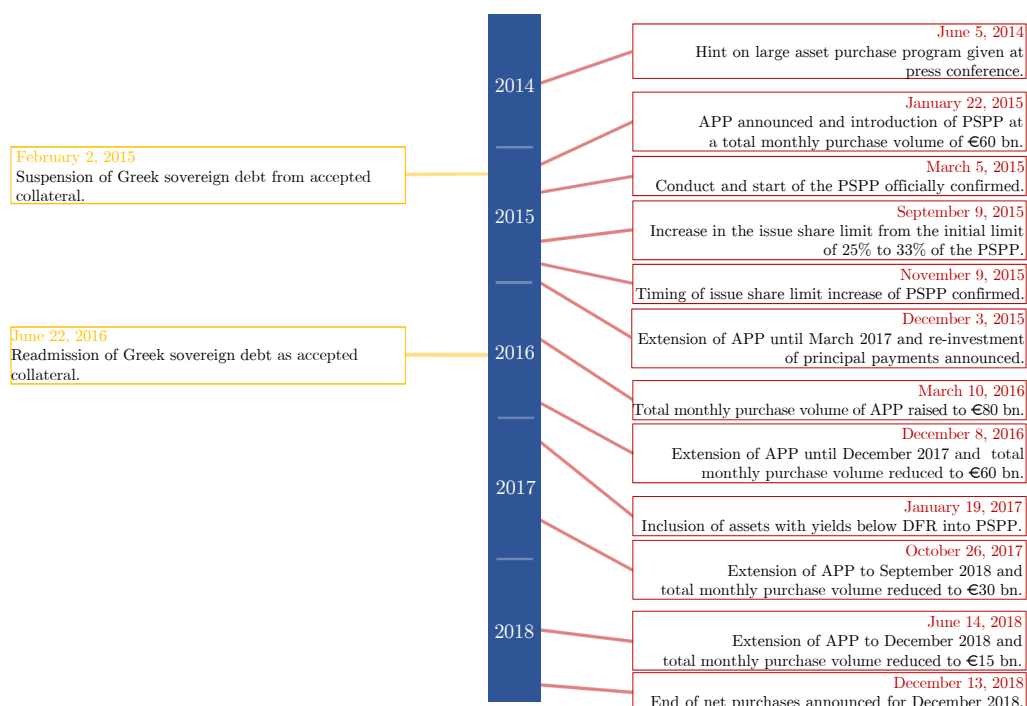 June 5, 2014
Hint on large asset purchase program given at
press conference.
2014
January 22, 2015
APP announced and introduction of PSPP at
a total monthly purchase volume of €60 bn.
February 2, 2015
Suspension of Greek sovereign debt from accepted
collateral.
March 5, 2015
Conduct and start of the PSPP officially confirmed.
2015
September 9, 2015
Increase in the issue share limit from the initial limit
of 25% to 33% of the PSPP.
November 9, 2015
Timing of issue share limit increase of PSPP confirmed.
December 3, 2015
Extension of APP until March 2017 and re-investment
of principal payments announced.
June 22, 2016
Readmission of Greek sovereign debt as accepted
collateral.
2016
March 10, 2016
Total monthly purchase volume of APP raised to €80 bn.
December 8, 2016
Extension of APP until December 2017 and total
monthly purchase volume reduced to €60 bn.
2017
January 19, 2017
Inclusion of assets with yields below DFR into PSPP.
October 26, 2017
Extension of APP to September 2018 and
total monthly purchase volume reduced to €30 bn.
2018
June 14, 2018
Extension of APP to December 2018 and
total monthly purchase volume reduced to €15 bn.
December 13, 2018
End of net purchases announced for December 2018.